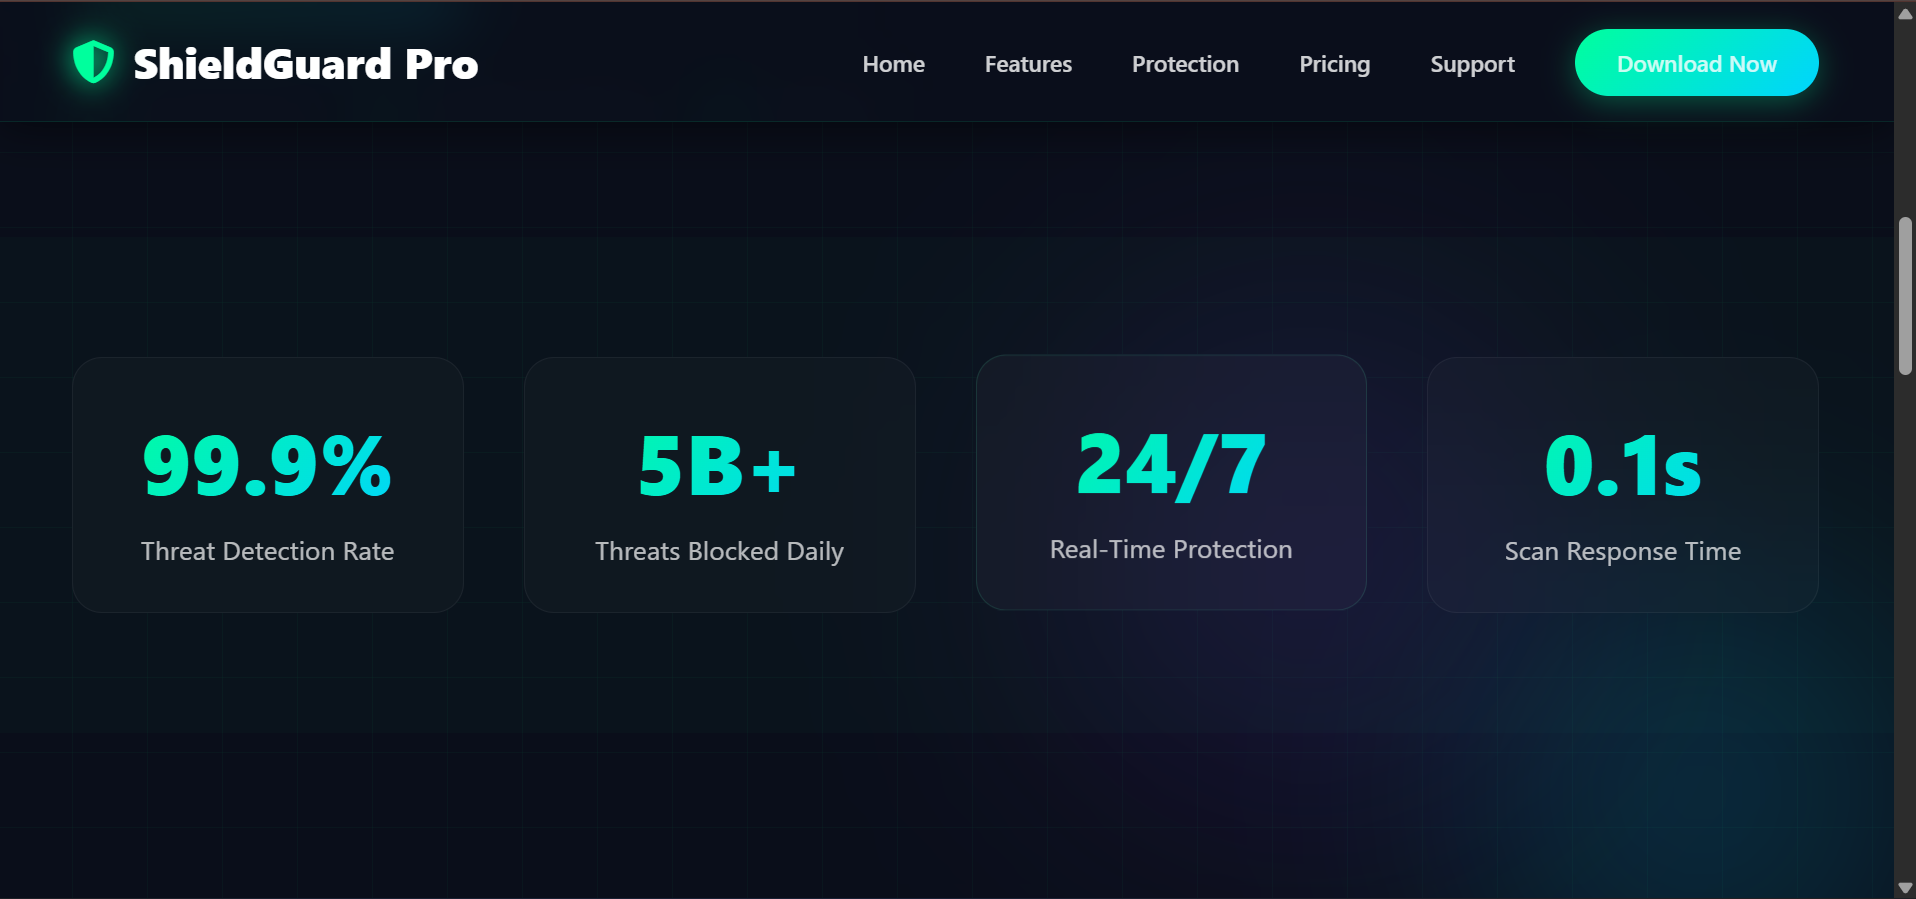 ShieldGuard Pro
Home
Features
Protection
Pricing
Support
Download Now
99.9%
Threat Detection Rate
5B+
Threats Blocked Daily
24/7
Real-Time Protection
0.1s
Scan Response Time